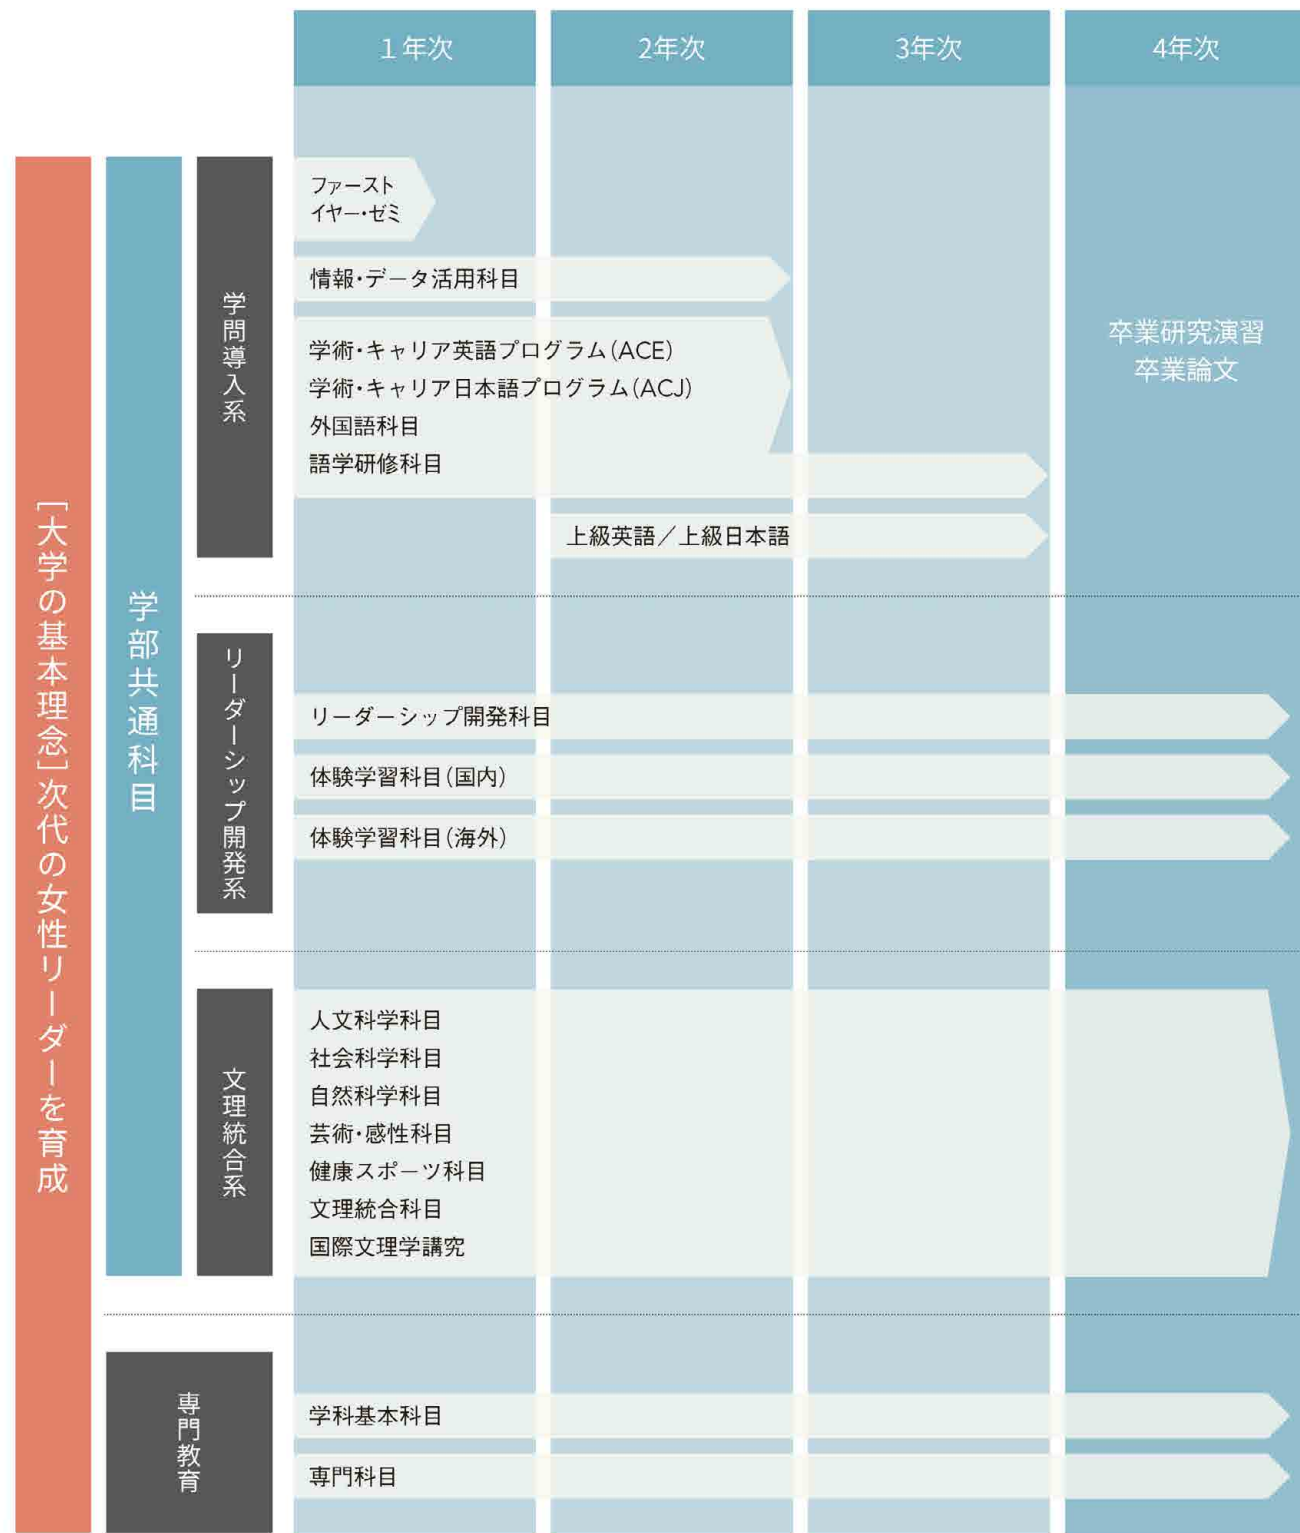 １年次
2年次
3年次
4年次
［大学の基本理念］次代の女性リーダーを育成
学部共通科目
学問導入系
ファースト
イヤー・ゼミ
情報・データ活用科目
学術・キャリア英語プログラム（ACE）
学術・キャリア日本語プログラム（ACJ）
外国語科目
語学研修科目
上級英語／上級日本語
卒業研究演習
卒業論文
リーダーシップ開発系
リーダーシップ開発科目
体験学習科目（国内）
体験学習科目（海外）
文理統合系
人文科学科目
社会科学科目
自然科学科目
芸術・感性科目
健康スポーツ科目
文理統合科目
国際文理学講究
専門教育
学科基本科目
専門科目